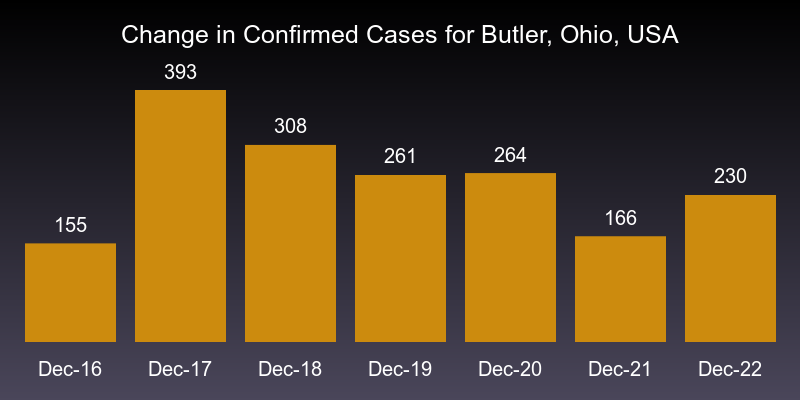 Change in Confirmed Cases for Butler, Ohio, USA
155 393 308 261 264 166 230
Dec-16 Dec-17 Dec-18 Dec-19 Dec-20 Dec-21 Dec-22